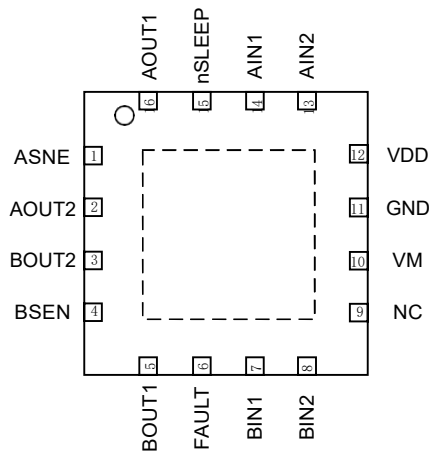 AOUT1
nSLEEP
AIN1
AIN2
16
15
14
13
ASNE 1
12 VDD
AOUT2 2
11 GND
BOUT2 3
10 VM
BSEN 4
9 NC
5
6
7
8
BOUT1
FAULT
BIN1
BIN2